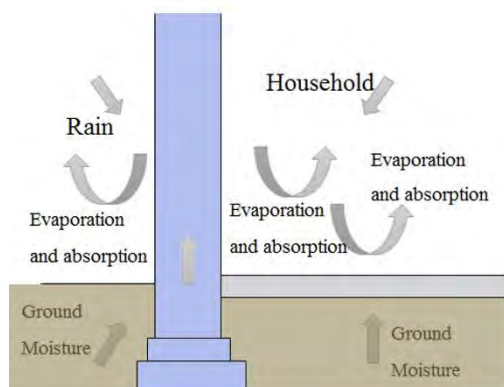 Household
Rain
Evaporation
and absorption
Evaporation
and absorption
Evaporation
and absorption
Ground
Moisture
Ground
Moisture